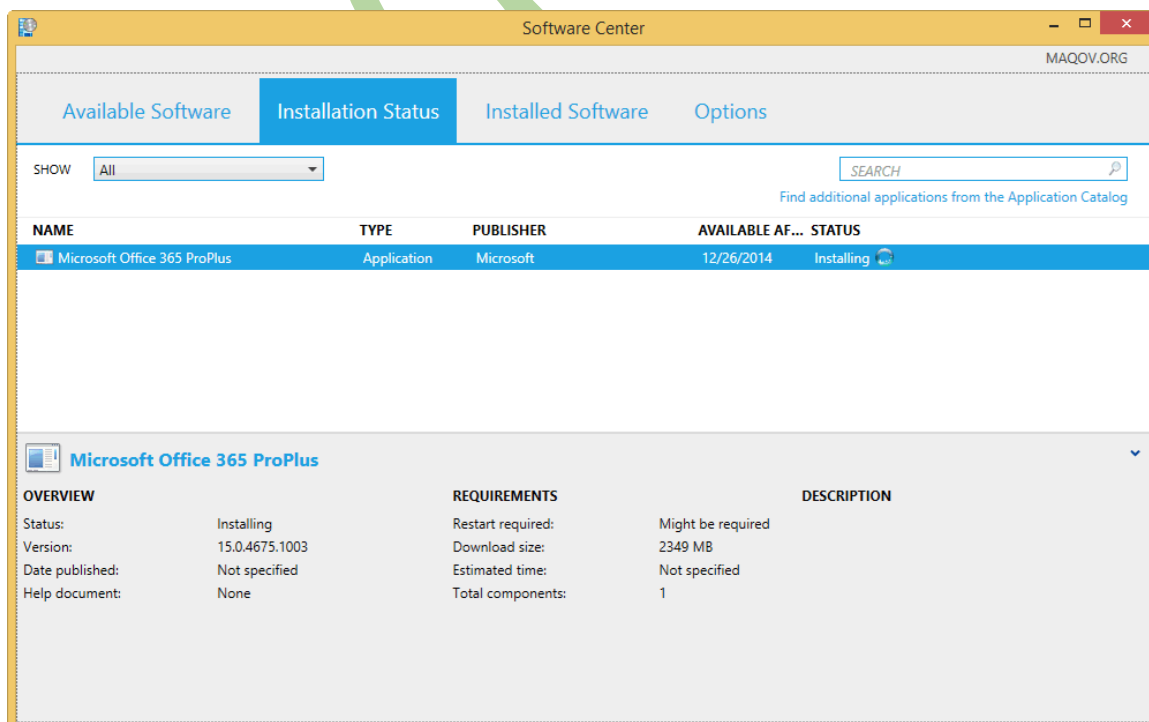 Software Center
MAQOV.ORG
Available Software Installation Status Installed Software Options
SHOW All SEARCH
Find additional applications from the Application Catalog
NAME TYPE PUBLISHER AVAILABLE AF... STATUS
Microsoft Office 365 ProPlus Application Microsoft 12/26/2014 Installing
Microsoft Office 365 ProPlus
OVERVIEW REQUIREMENTS DESCRIPTION
Status: Installing Restart required: Might be required
Version: 15.0.4675.1003 Download size: 2349 MB
Date published: Not specified Estimated time: Not specified
Help document: None Total components: 1